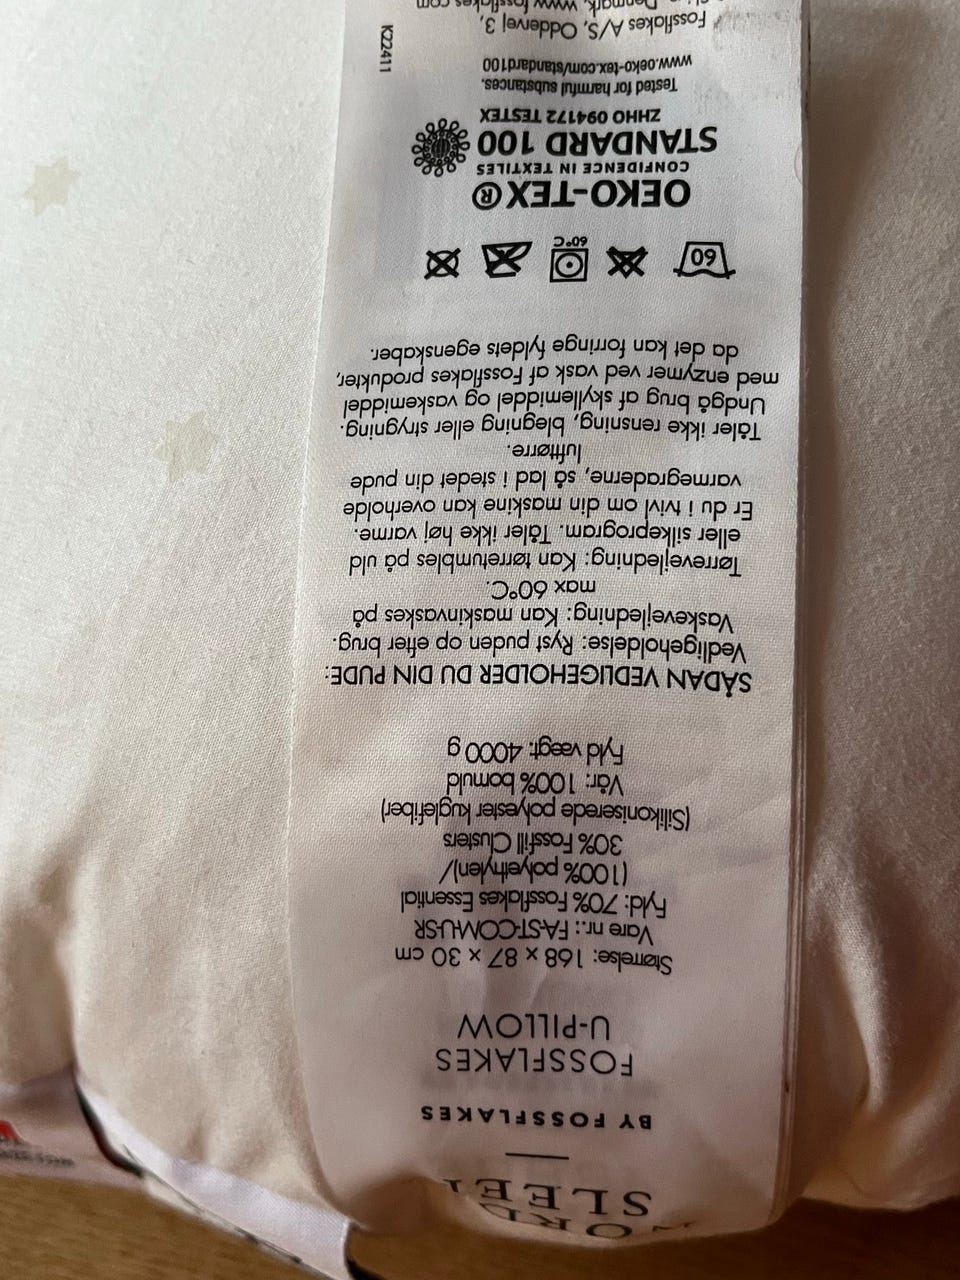 SLEEP
BY FOSSFLAKES
FOSSFLAKES
U-PILLOW
Størrelse: 168 x 87 x 30 cm
Vare nr.: FA-ST-COM-U-SR
Fyld: 70% Fossflakes Essential
(100% polyethylen)/
30% Fossfill Clusters
(Silikoniserede polyester kuglefiber)
Vår: 100% bomuld
Fyld vægt: 4000 g
SÅDAN VEDLIGEHOLDER DU DIN PUDE:
Vedligeholdelse: Ryst puden op efter brug.
Vaskevejledning: Kan maskinvaskes på
max 60°C.
Tørrevejledning: Kan tørretumbles på uld
eller silkeprogram. Tåler ikke høj varme.
Er du i tvivl om din maskine kan overholde
varmegraderne, så lad i stedet din pude
lufttørre.
Tåler ikke rensning, blegning eller strygning.
Undgå brug af skyllemiddel og vaskemiddel
med enzymer ved vask af Fossflakes produkter,
da det kan forringe fyldets egenskaber.
60
60°C
OEKO-TEX®
CONFIDENCE IN TEXTILES
STANDARD 100
ZHHO 094172 TESTEX
Tested for harmful substances.
www.oeko-tex.com/standard100
Fossflakes A/S, Oddervej 3,
Denmark, www.fossflakes.com
K22411